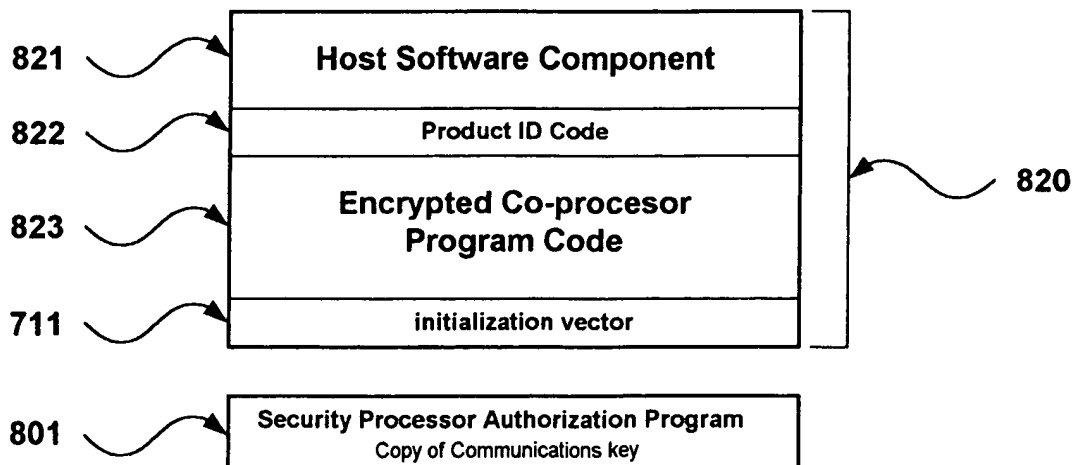 821
Host Software Component
822
Product ID Code
820
823
Encrypted Co-procesor
Program Code
711
initialization vector
801
Security Processor Authorization Program
Copy of Communications key